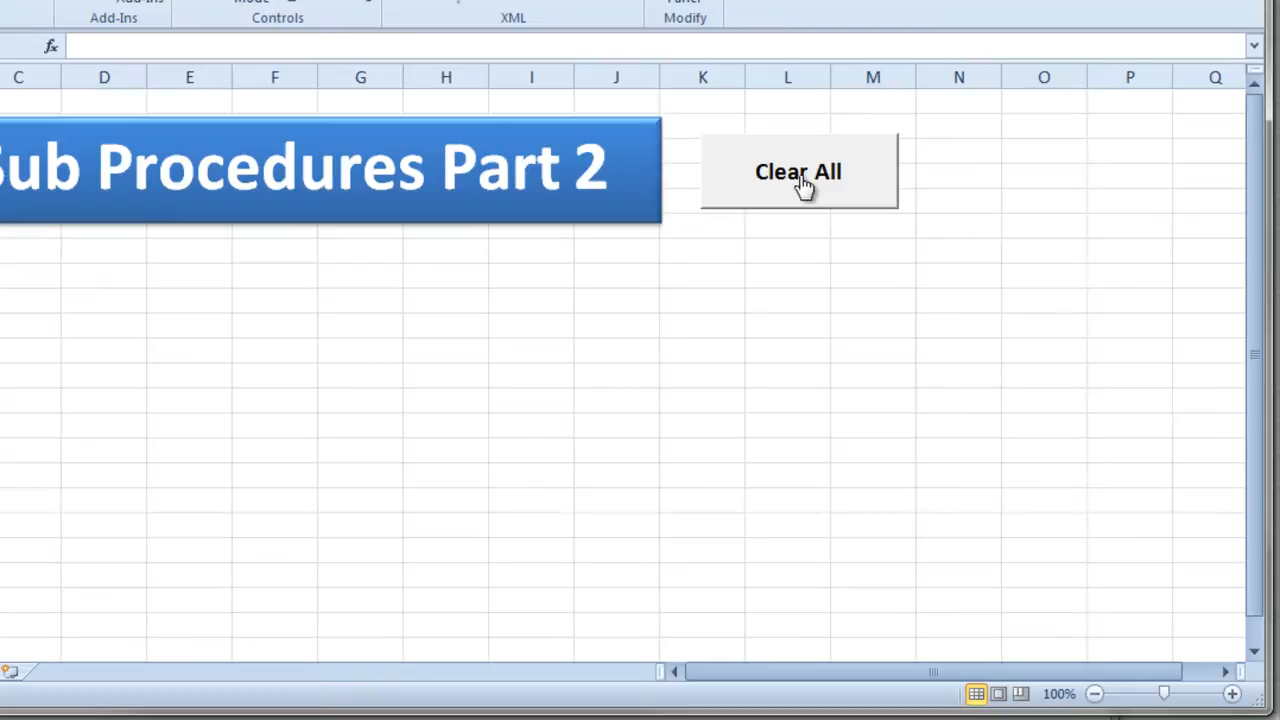 Add-Ins Controls XML Modify
fx
C D E F G H I J K L M N O P Q
Sub Procedures Part 2
Clear All
100%